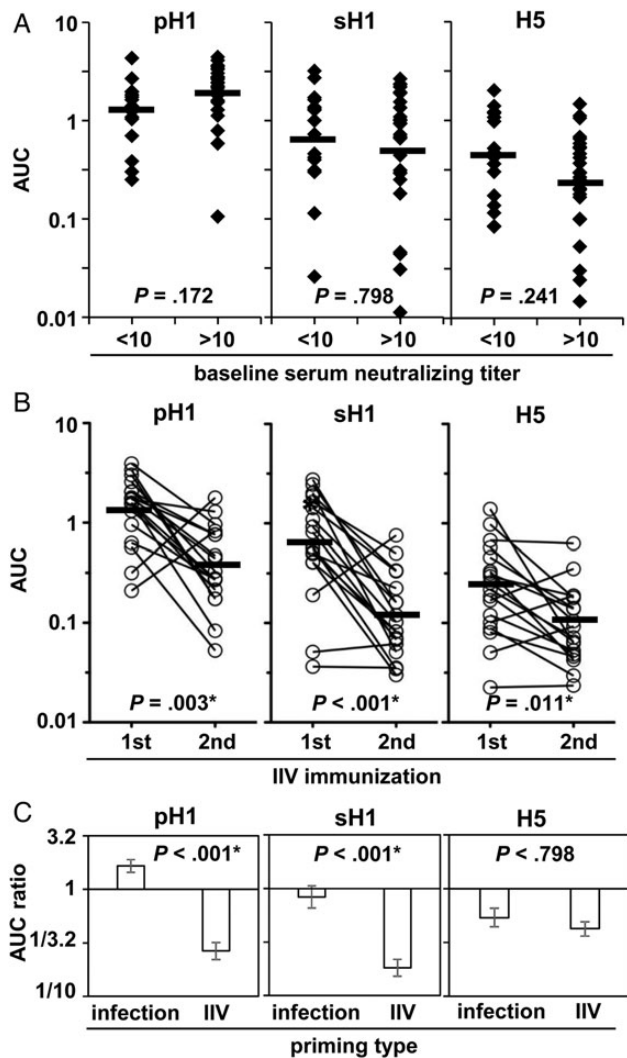 A
pH1 sH1 H5
10
1
0.1
0.01
AUC
P = .172 P = .798 P = .241
<10 >10 <10 >10 <10 >10
baseline serum neutralizing titer
B
pH1 sH1 H5
10
1
0.1
0.01
AUC
P = .003* P < .001* P = .011*
1st 2nd 1st 2nd 1st 2nd
IIV immunization
C
pH1 sH1 H5
3.2
1
1/3.2
1/10
AUC ratio
P < .001* P < .001* P < .798
infection IIV infection IIV infection IIV
priming type